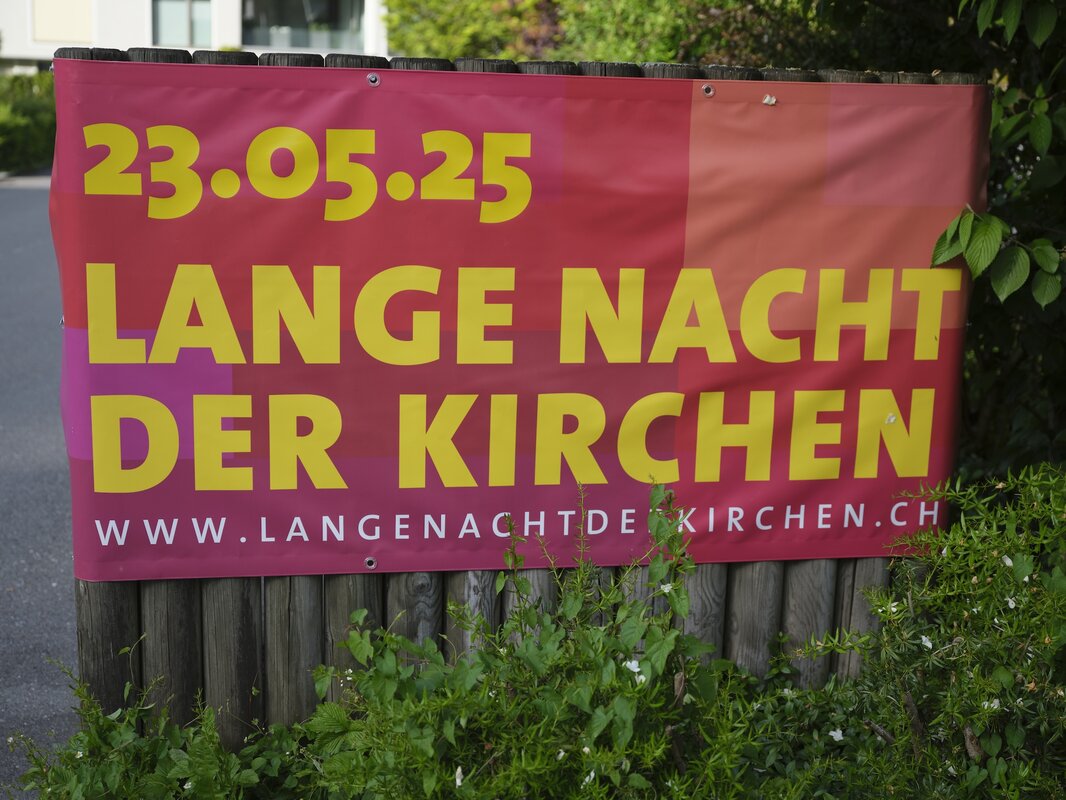 23.05.25
LANGE NACHT
DER KIRCHEN
WWW.LANGENACHTDERKIRCHEN.CH